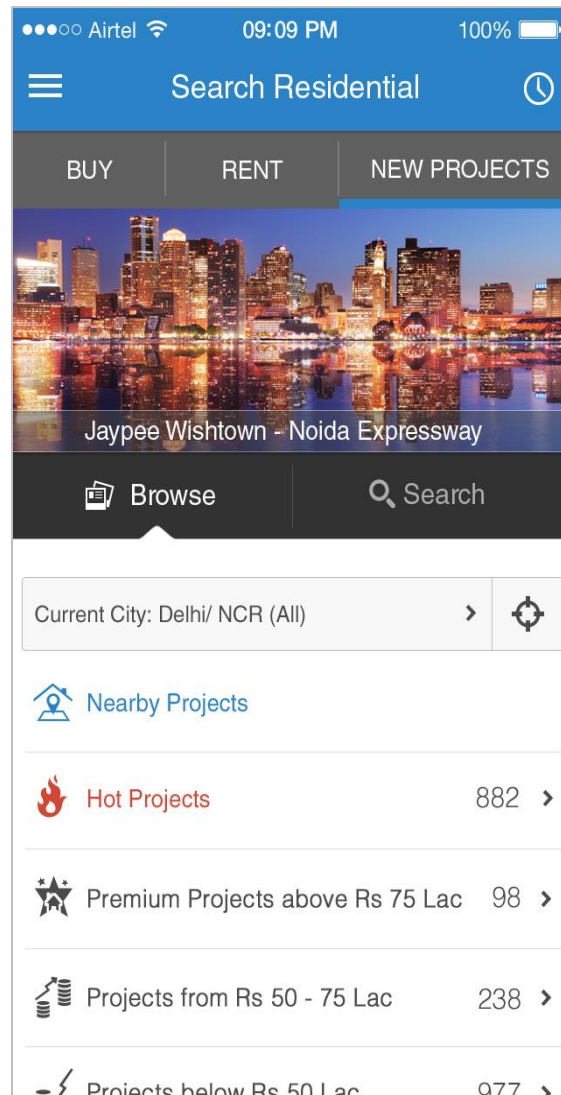 Airtel 09:09 PM 100%
Search Residential
BUY RENT NEW PROJECTS
Jaypee Wishtown - Noida Expressway
Browse Search
Current City: Delhi/ NCR (All)
Nearby Projects
Hot Projects 882
Premium Projects above Rs 75 Lac 98
Projects from Rs 50 - 75 Lac 238
Projects below Rs 50 Lac 977